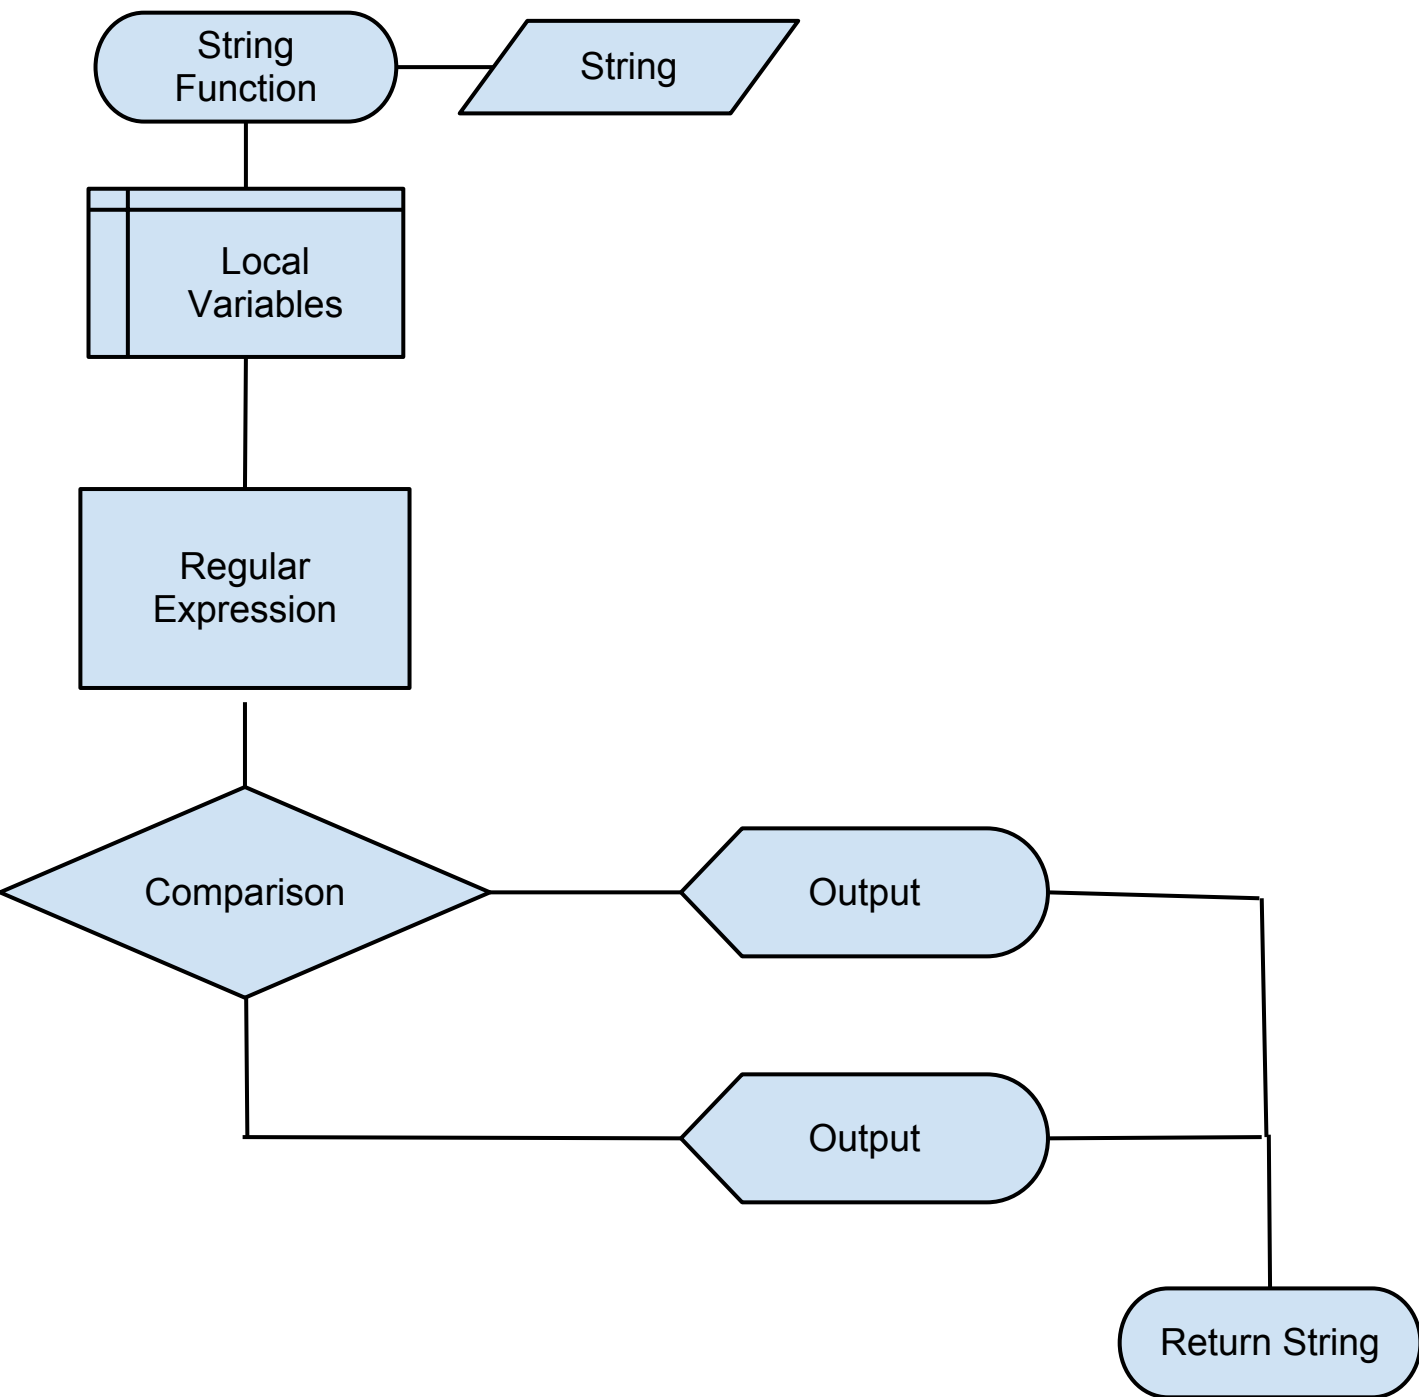 String
Function
String
Local
Variables
Regular
Expression
Comparison
Output
Output
Return String